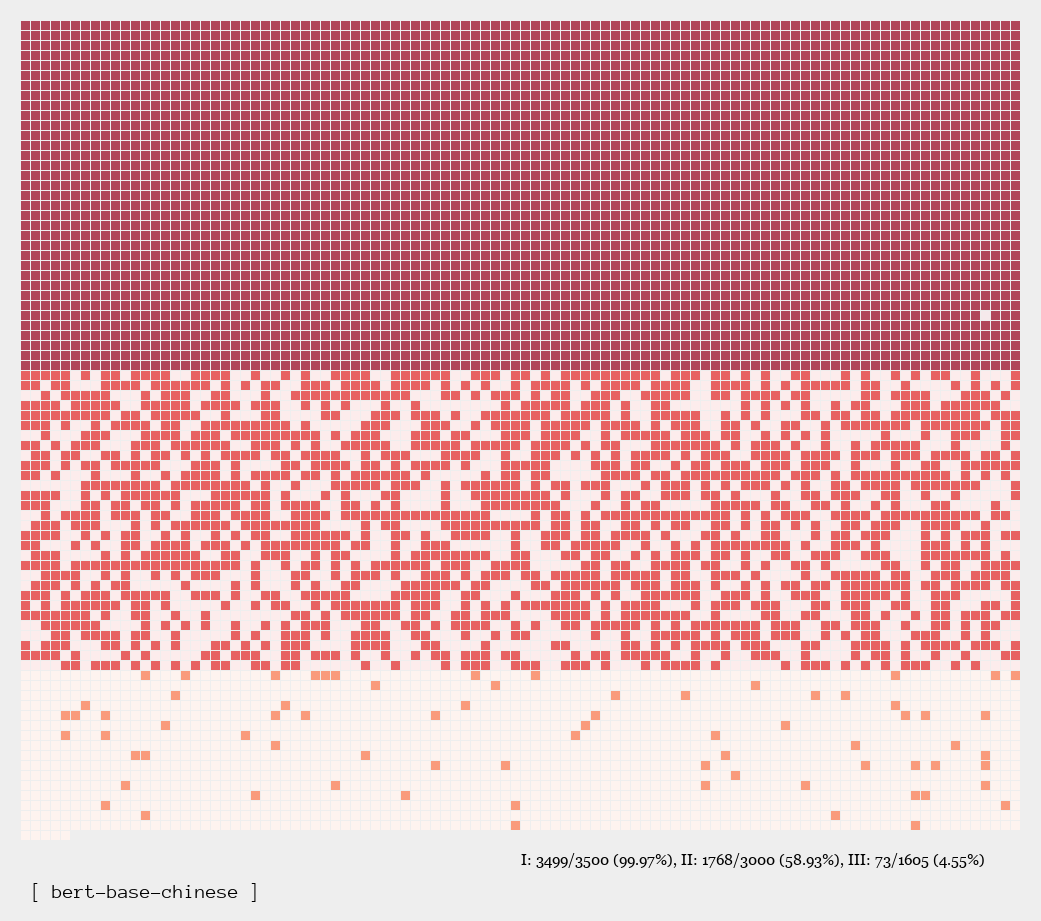 I: 3499/3500 (99.97%), II: 1768/3000 (58.93%), III: 73/1605 (4.55%)
[ bert-base-chinese ]